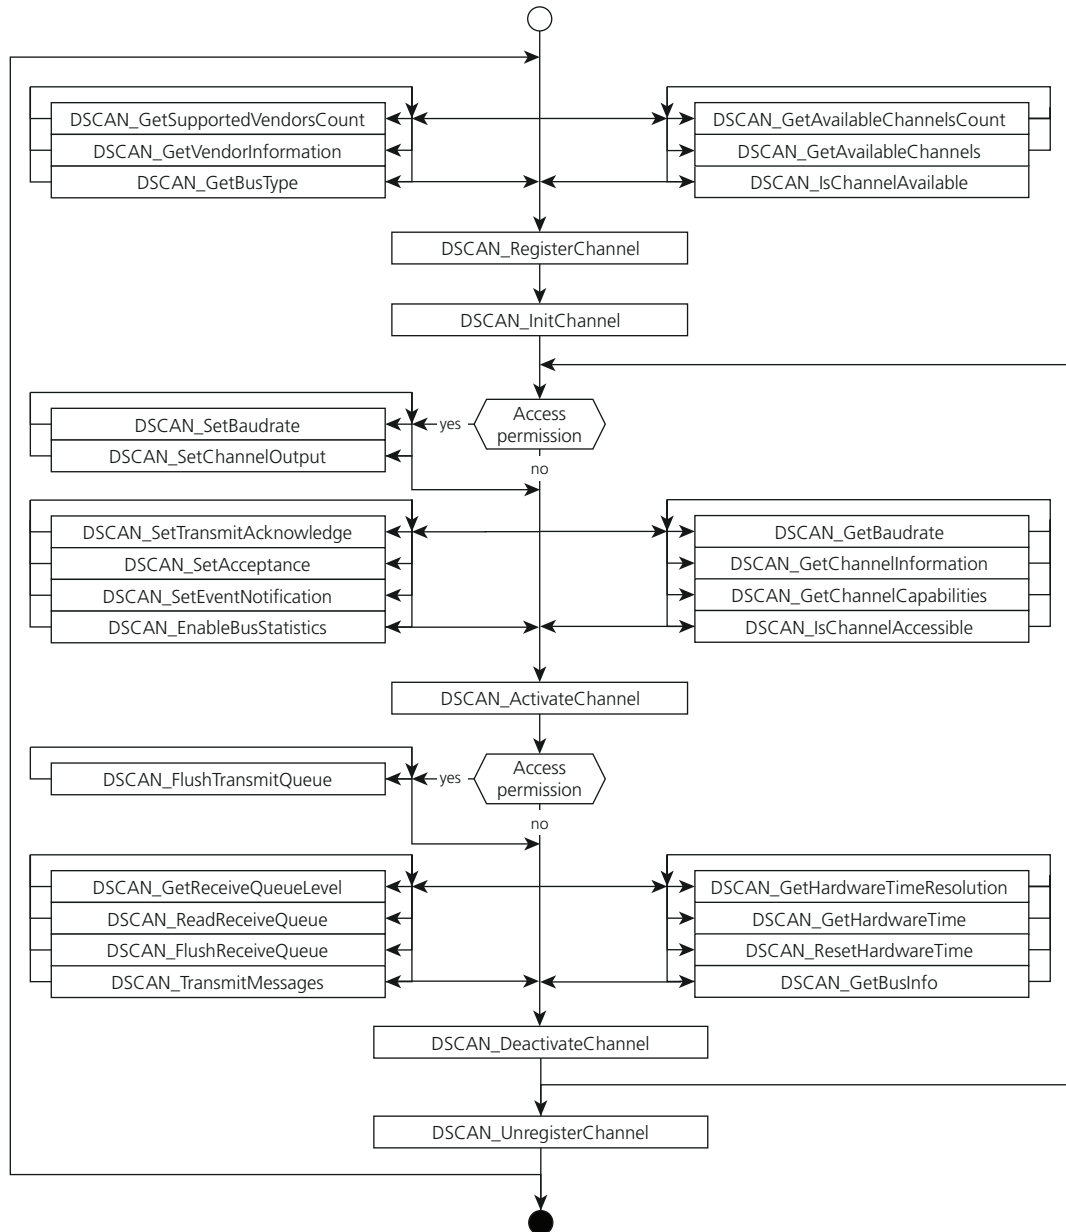 DSCAN_GetSupportedVendorsCount
DSCAN_GetVendorInformation
DSCAN_GetBusType
DSCAN_GetAvailableChannelsCount
DSCAN_GetAvailableChannels
DSCAN_IsChannelAvailable
DSCAN_RegisterChannel
DSCAN_InitChannel
Access
permission
yes
no
DSCAN_SetBaudrate
DSCAN_SetChannelOutput
DSCAN_SetTransmitAcknowledge
DSCAN_SetAcceptance
DSCAN_SetEventNotification
DSCAN_EnableBusStatistics
DSCAN_GetBaudrate
DSCAN_GetChannelInformation
DSCAN_GetChannelCapabilities
DSCAN_IsChannelAccessible
DSCAN_ActivateChannel
Access
permission
yes
no
DSCAN_FlushTransmitQueue
DSCAN_GetReceiveQueueLevel
DSCAN_ReadReceiveQueue
DSCAN_FlushReceiveQueue
DSCAN_TransmitMessages
DSCAN_GetHardwareTimeResolution
DSCAN_GetHardwareTime
DSCAN_ResetHardwareTime
DSCAN_GetBusInfo
DSCAN_DeactivateChannel
DSCAN_UnregisterChannel